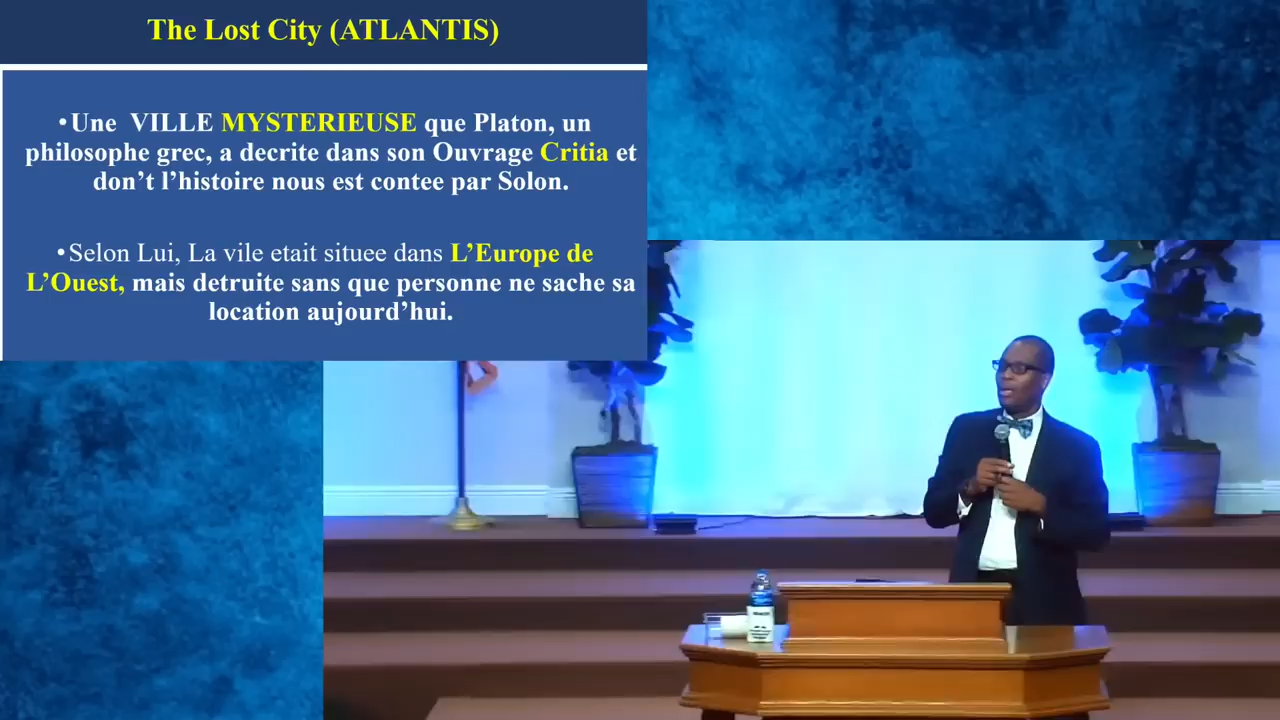 The Lost City (ATLANTIS)
•Une VILLE MYSTERIEUSE que Platon, un
philosophe grec, a decrite dans son Ouvrage Critia et
don’t l’histoire nous est contee par Solon.
•Selon Lui, La vile etait situee dans L’Europe de
L’Ouest, mais detruite sans que personne ne sache sa
location aujourd’hui.